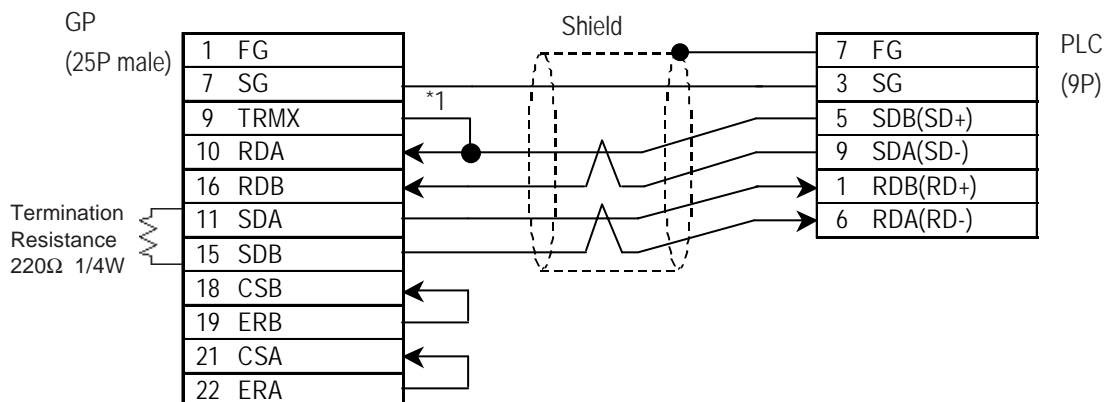 GP
(25P male)
Shield
PLC
(9P)
1 FG
7 SG
9 TRMX
10 RDA
16 RDB
11 SDA
15 SDB
18 CSB
19 ERB
21 CSA
22 ERA
*1
7 FG
3 SG
5 SDB(SD+)
9 SDA(SD-)
1 RDB(RD+)
6 RDA(RD-)
Termination
Resistance
220Ω 1/4W